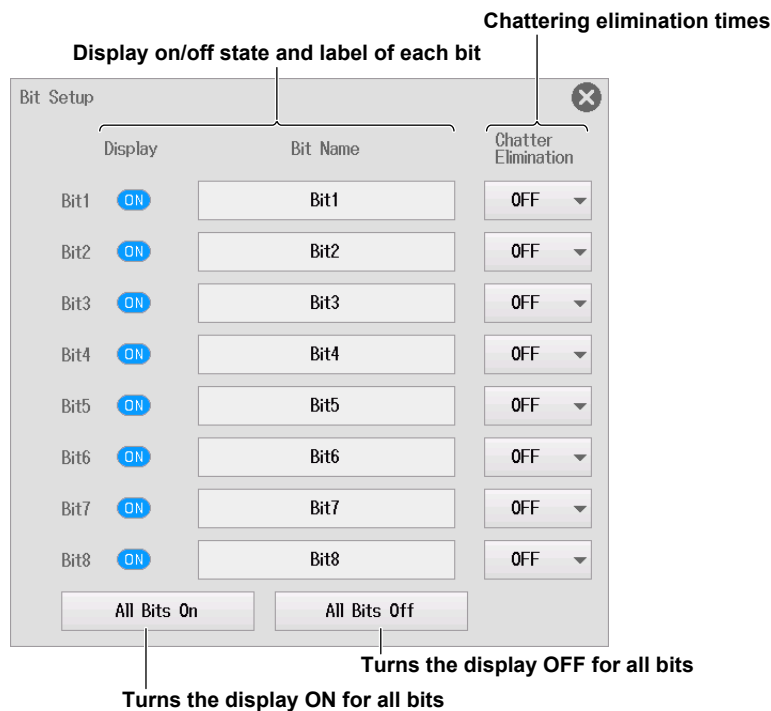 Chattering elimination times
Display on/off state and label of each bit
Bit Setup
Display Bit Name Chatter
Elimination
Bit1 ON Bit1 OFF
Bit2 ON Bit2 OFF
Bit3 ON Bit3 OFF
Bit4 ON Bit4 OFF
Bit5 ON Bit5 OFF
Bit6 ON Bit6 OFF
Bit7 ON Bit7 OFF
Bit8 ON Bit8 OFF
All Bits On All Bits Off
Turns the display OFF for all bits
Turns the display ON for all bits